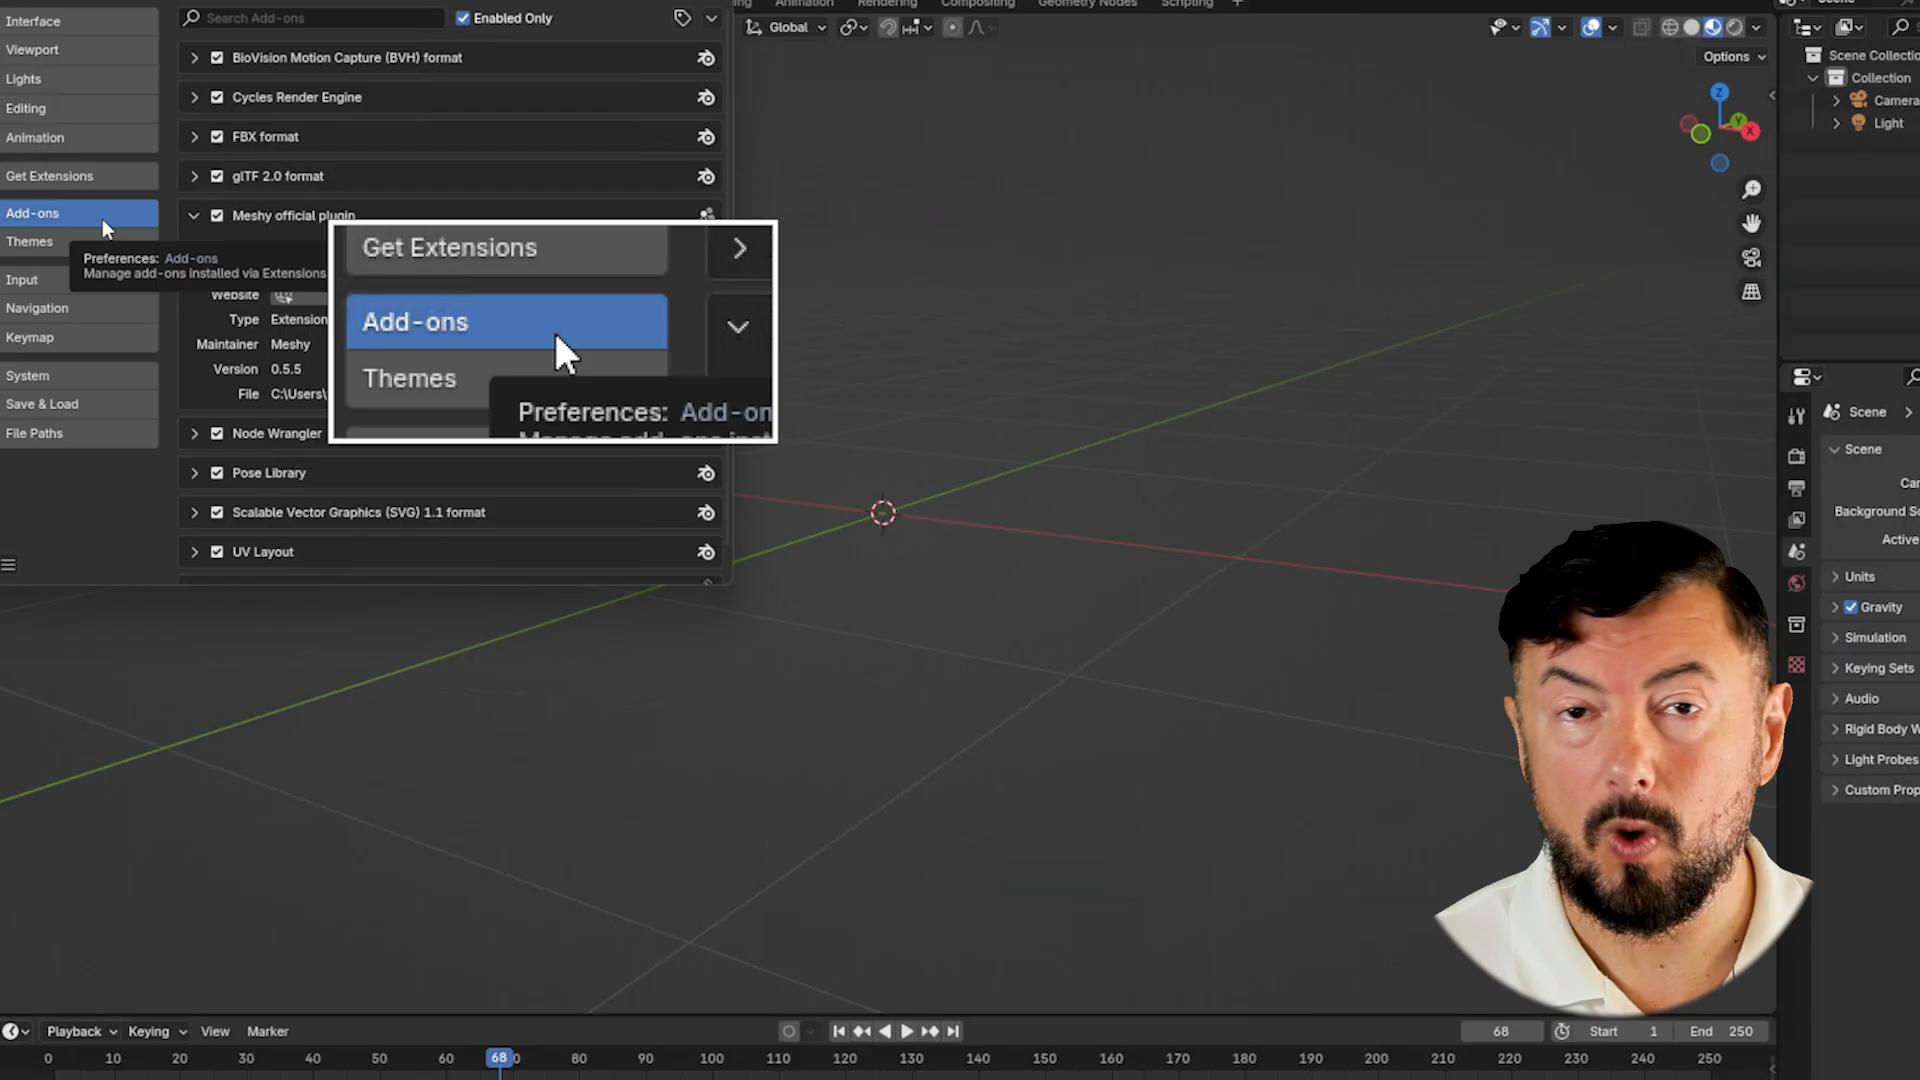 Interface
Viewport
Lights
Editing
Animation
Get Extensions
Add-ons
Themes
Input
Navigation
Keymap
System
Save & Load
File Paths
Search Add-ons
Enabled Only
BioVision Motion Capture (BVH) format
Cycles Render Engine
FBX format
glTF 2.0 format
Meshy official plugin
Preferences: Add-ons
Manage add-ons installed via Extensions
Website
Type Extension
Maintainer Meshy
Version 0.5.5
File C:\Users\
Node Wrangler
Pose Library
Scalable Vector Graphics (SVG) 1.1 format
UV Layout
Get Extensions
Add-ons
Themes
Preferences: Add-on
Animation Rendering Compositing Geometry Nodes Scripting
Global
Options
Z
Y
X
Scene
Scene Collectio
Collection
Camera
Light
Scene
Scene
Background Sc
Active
Units
Gravity
Simulation
Keying Sets
Audio
Rigid Body W
Light Probes
Custom Prop
Playback Keying View Marker
68 Start 1 End 250
0 10 20 30 40 50 60 68 0 80 90 100 110 120 130 140 150 160 170 180 190 200 210 220 230 240 250